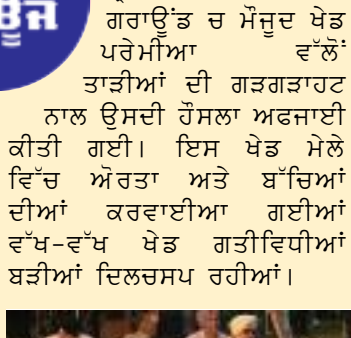 ਗਰਾਊਂਡ ਚ ਮੌਜੂਦ ਖੇਡ
ਪਰੇਮੀਆ ਵੱਲੋਂ
ਤਾੜੀਆਂ ਦੀ ਗੜਗੜਾਹਟ
ਨਾਲ ਉਸਦੀ ਹੌਸਲਾ ਅਫਜਾਈ
ਕੀਤੀ ਗਈ। ਇਸ ਖੇਡ ਮੇਲੇ
ਵਿੱਚ ਔਰਤਾ ਅਤੇ ਬੱਚਿਆਂ
ਦੀਆਂ ਕਰਵਾਈਆ ਗਈਆਂ
ਵੱਖ-ਵੱਖ ਖੇਡ ਗਤੀਵਿਧੀਆਂ
ਬੜੀਆਂ ਦਿਲਚਸਪ ਰਹੀਆਂ।